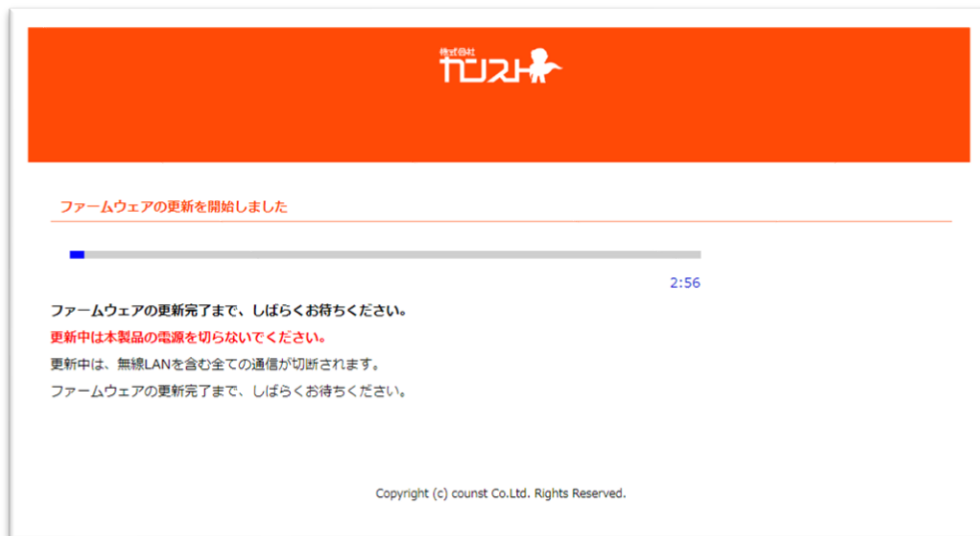 株式会社
カンスト
ファームウェアの更新を開始しました
2:56
ファームウェアの更新完了まで、しばらくお待ちください。
更新中は本製品の電源を切らないでください。
更新中は、無線LANを含む全ての通信が切断されます。
ファームウェアの更新完了まで、しばらくお待ちください。
Copyright (c) counst Co.Ltd. Rights Reserved.